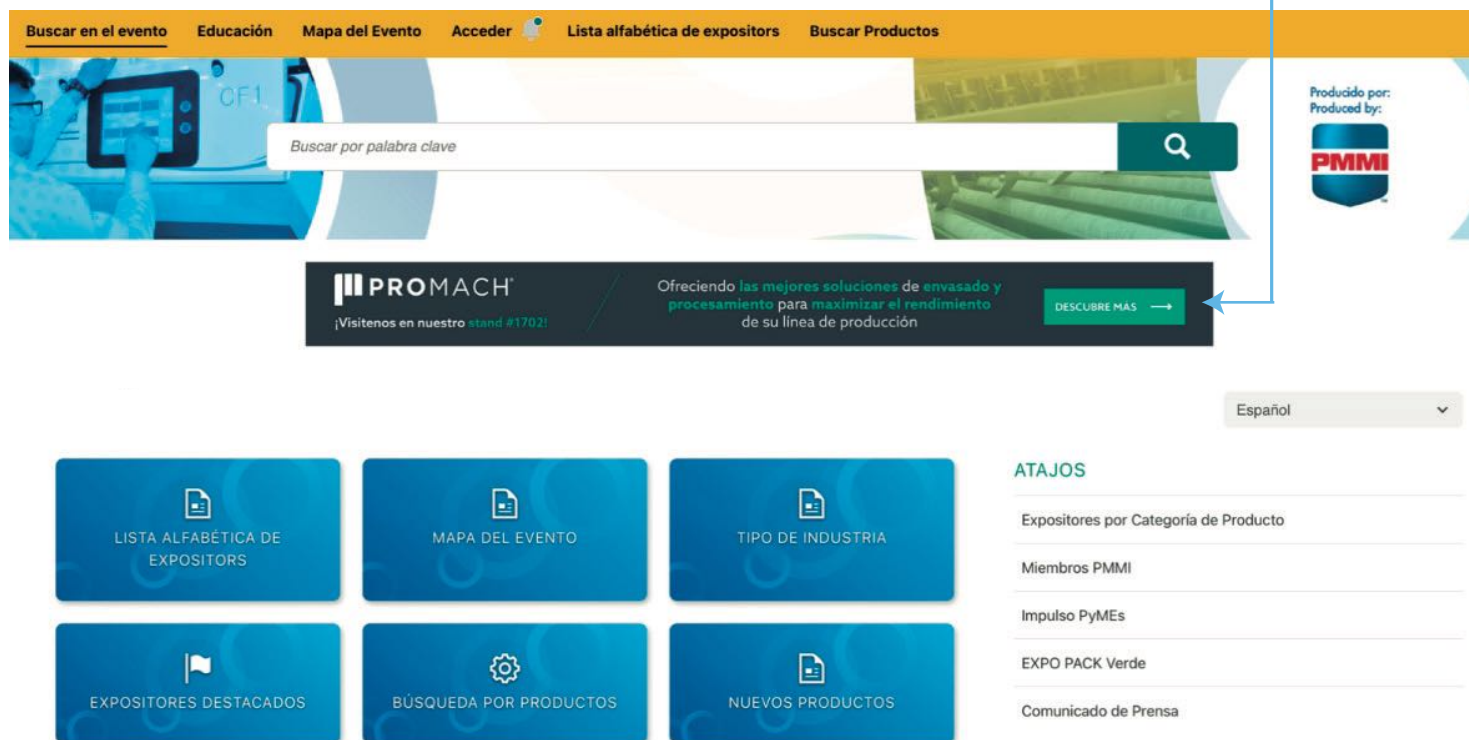 Buscar en el evento Educación Mapa del Evento Acceder Lista alfabética de expositors Buscar Productos
CF1
Producido por:
Produced by:
Buscar por palabra clave
PMMI
PROMACH
¡Visítenos en nuestro stand #1702!
Ofreciendo las mejores soluciones de envasado y
procesamiento para maximizar el rendimiento
de su línea de producción
DESCUBRE MÁS
Español
LISTA ALFABÉTICA DE
EXPOSITORS
MAPA DEL EVENTO
TIPO DE INDUSTRIA
EXPOSITORES DESTACADOS
BÚSQUEDA POR PRODUCTOS
NUEVOS PRODUCTOS
ATAJOS
Expositores por Categoría de Producto
Miembros PMMI
Impulso PyMEs
EXPO PACK Verde
Comunicado de Prensa